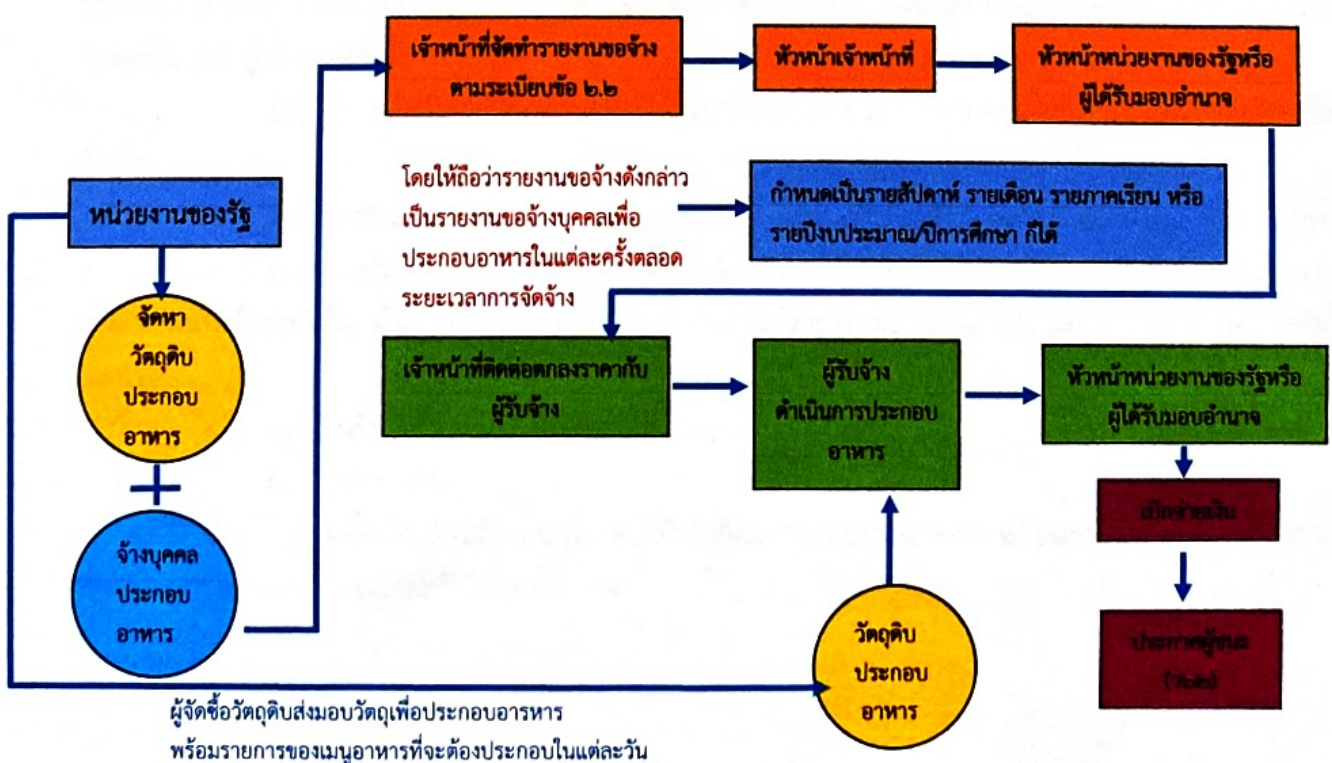 เจ้าหน้าที่จัดทำรายงานขอจ้าง
ตามระเบียบข้อ ๒.๒
หัวหน้าเจ้าหน้าที่
หัวหน้าหน่วยงานของรัฐหรือ
ผู้ได้รับมอบอำนาจ
โดยให้ถือว่ารายงานขอจ้างดังกล่าว
เป็นรายงานขอจ้างบุคคลเพื่อ
ประกอบอาหารในแต่ละครั้งตลอด
ระยะเวลาการจัดจ้าง
กำหนดเป็นรายสัปดาห์ รายเดือน รายภาคเรียน หรือ
รายปีงบประมาณ/ปีการศึกษา ก็ได้
หน่วยงานของรัฐ
จัดหา
วัตถุดิบ
ประกอบ
อาหาร
จ้างบุคคล
ประกอบ
อาหาร
เจ้าหน้าที่ติดต่อตกลงราคากับ
ผู้รับจ้าง
ผู้รับจ้าง
ดำเนินการประกอบ
อาหาร
หัวหน้าหน่วยงานของรัฐหรือ
ผู้ได้รับมอบอำนาจ
เบิกจ่ายเงิน
ประกาศผู้ชนะ
วัตถุดิบ
ประกอบ
อาหาร
ผู้จัดซื้อวัตถุดิบส่งมอบวัตถุเพื่อประกอบอารหาร
พร้อมรายการของเมนูอาหารที่จะต้องประกอบในแต่ละวัน